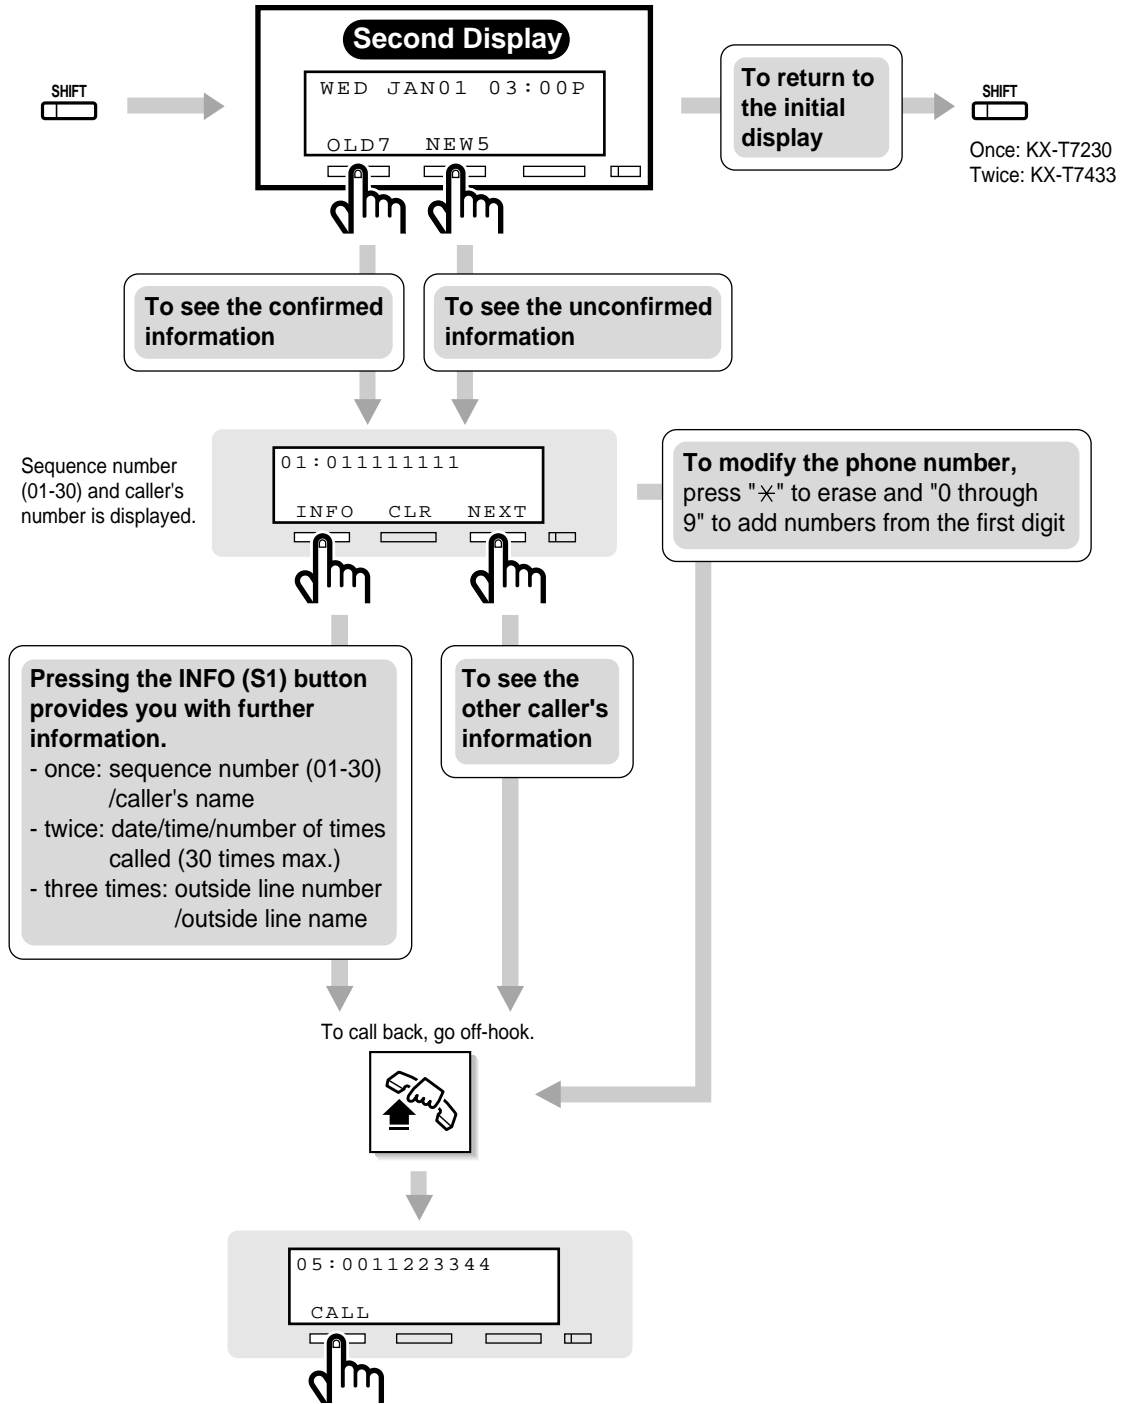 Second Display
SHIFT
WED JAN01 03:00P
OLD7 NEW5
To return to
the initial
display
SHIFT
Once: KX-T7230
Twice: KX-T7433
To see the confirmed
information
To see the unconfirmed
information
Sequence number
(01-30) and caller's
number is displayed.
01:011111111
INFO CLR NEXT
To modify the phone number,
press "✳" to erase and "0 through
9" to add numbers from the first digit
Pressing the INFO (S1) button
provides you with further
information.
- once: sequence number (01-30)
/caller's name
- twice: date/time/number of times
called (30 times max.)
- three times: outside line number
/outside line name
To see the
other caller's
information
To call back, go off-hook.
05:0011223344
CALL